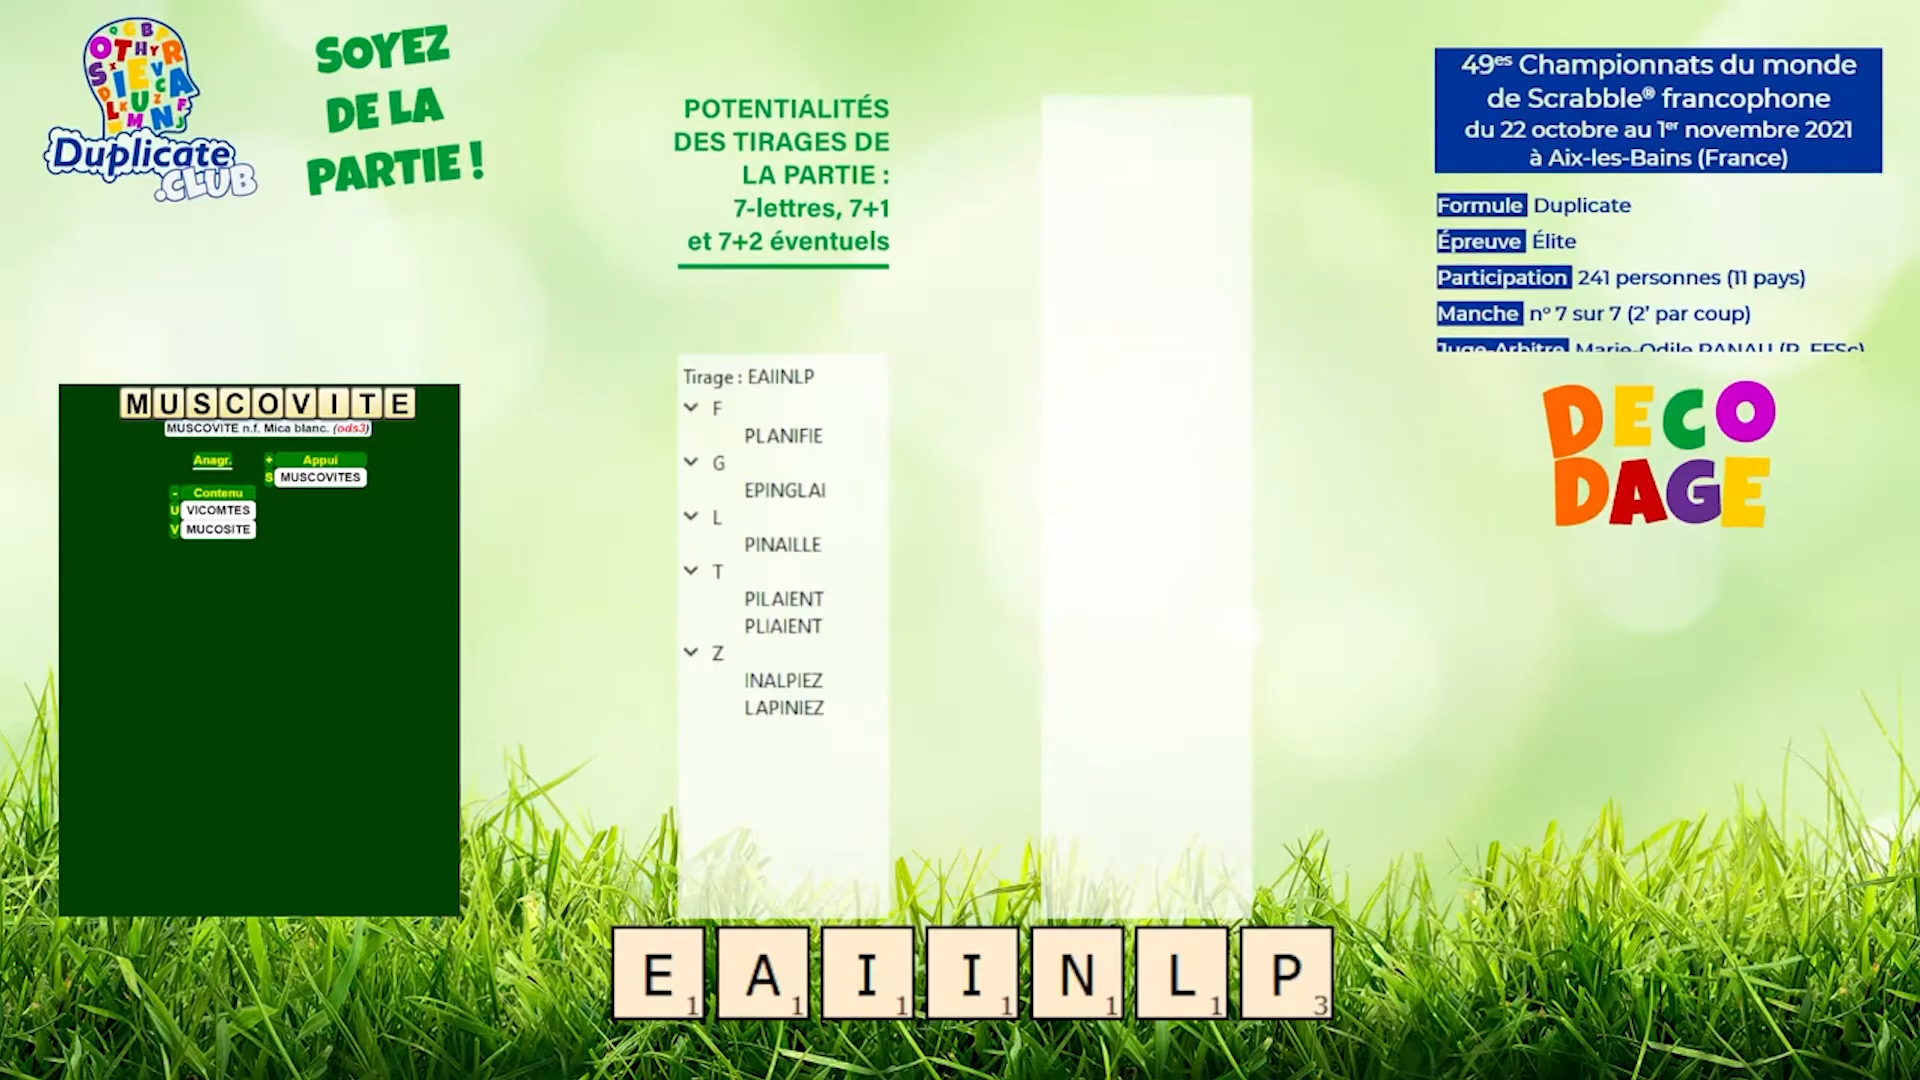 Duplicate
.CLUB
SOYEZ
DE LA
PARTIE !
POTENTIALITÉS
DES TIRAGES DE
LA PARTIE :
7-lettres, 7+1
et 7+2 éventuels
49es Championnats du monde
de Scrabble® francophone
du 22 octobre au 1er novembre 2021
à Aix-les-Bains (France)
Formule Duplicate
Épreuve Élite
Participation 241 personnes (11 pays)
Manche n° 7 sur 7 (2' par coup)
Juge-Arbitre Marie-Odile
DECO
DAGE
MUSCOVITE
MUSCOVITE n.f. Mica blanc. (ods3)
Anagr. + Appui
S MUSCOVITES
- Contenu
U VICOMTES
V MUCOSITE
Tirage : EAIINLP
F
PLANIFIE
G
EPINGLAI
L
PINAILLE
T
PILAIENT
PLIAIENT
Z
INALPIEZ
LAPINIEZ
E1 A1 I1 I1 N1 L1 P3